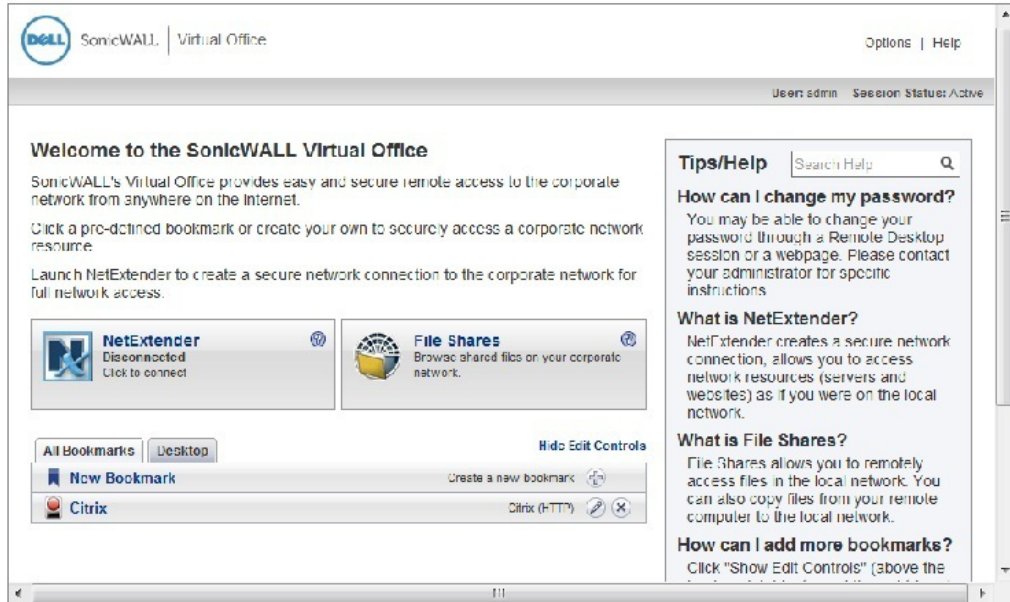 DELL SonicWALL | Virtual Office
Options | Help
User: admin Session Status: Active
Welcome to the SonicWALL Virtual Office
SonicWALL's Virtual Office provides easy and secure remote access to the corporate
network from anywhere on the Internet.
Click a pre-defined bookmark or create your own to securely access a corporate network
resource
Launch NetExtender to create a secure network connection to the corporate network for
full network access.
NetExtender
Disconnected
Click to connect
File Shares
Browse shared files on your corporate
network.
All Bookmarks
Desktop
Hide Edit Controls
New Bookmark
Create a new bookmark
Citrix
Citrix (HTTP)
Tips/Help
Search Help
How can I change my password?
You may be able to change your
password through a Remote Desktop
session or a webpage. Please contact
your administrator for specific
instructions
What is NetExtender?
NetExtender creates a secure network
connection, allows you to access
network resources (servers and
websites) as if you were on the local
network.
What is File Shares?
File Shares allows you to remotely
access files in the local network. You
can also copy files from your remote
computer to the local network.
How can I add more bookmarks?
Click "Show Edit Controls" (above the